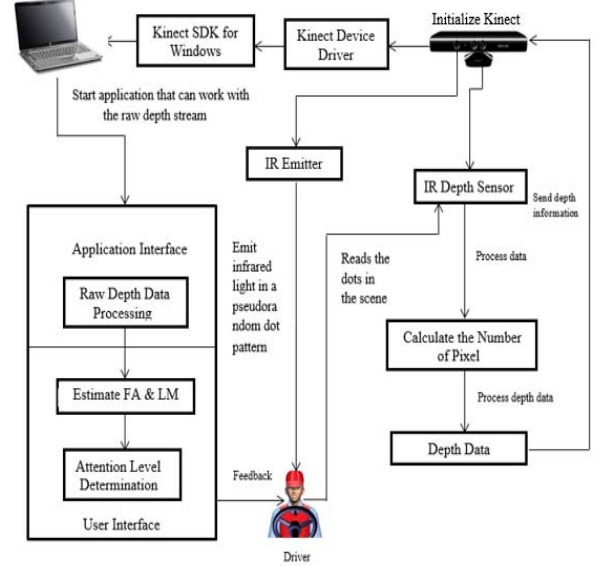 Initialize Kinect
Kinect SDK for
Windows
Kinect Device
Driver
Start application that can work with
the raw depth stream
IR Emitter
IR Depth Sensor
Send depth
information
Application Interface
Raw Depth Data
Processing
Emit
infrared
light in a
pseudora
ndom dot
pattern
Reads the
dots in
the scene
Process data
Calculate the Number
of Pixel
Estimate FA & LM
Process depth data
Depth Data
Attention Level
Determination
Feedback
User Interface
Driver